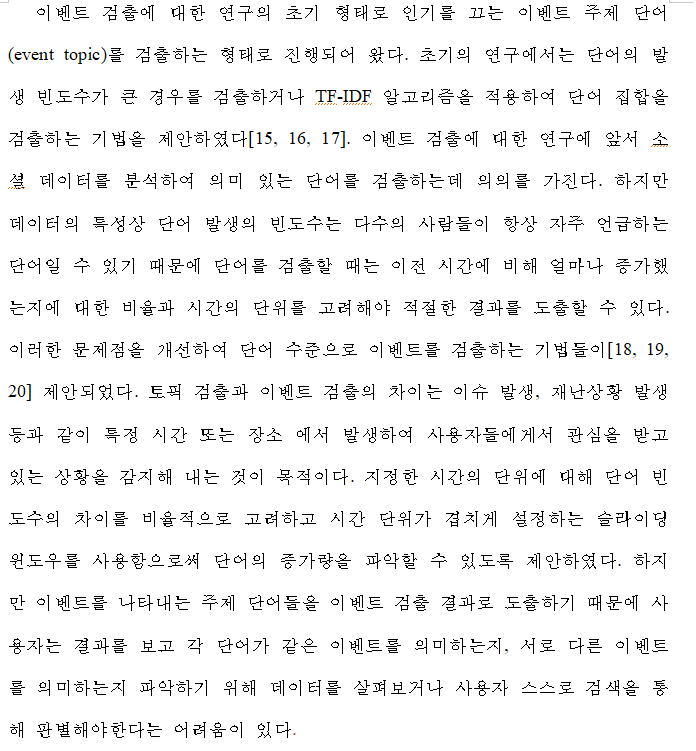 이벤트 검출에 대한 연구의 초기 형태로 인기를 끄는 이벤트 주제 단어
(event topic)를 검출하는 형태로 진행되어 왔다. 초기의 연구에서는 단어의 발
생 빈도수가 큰 경우를 검출하거나 TF-IDF 알고리즘을 적용하여 단어 집합을
검출하는 기법을 제안하였다[15, 16, 17]. 이벤트 검출에 대한 연구에 앞서 소
셜 데이터를 분석하여 의미 있는 단어를 검출하는데 의의를 가진다. 하지만
데이터의 특성상 단어 발생의 빈도수는 다수의 사람들이 항상 자주 언급하는
단어일 수 있기 때문에 단어를 검출할 때는 이전 시간에 비해 얼마나 증가했
는지에 대한 비율과 시간의 단위를 고려해야 적절한 결과를 도출할 수 있다.
이러한 문제점을 개선하여 단어 수준으로 이벤트를 검출하는 기법들이[18, 19,
20] 제안되었다. 토픽 검출과 이벤트 검출의 차이는 이슈 발생, 재난상황 발생
등과 같이 특정 시간 또는 장소 에서 발생하여 사용자들에게서 관심을 받고
있는 상황을 감지해 내는 것이 목적이다. 지정한 시간의 단위에 대해 단어 빈
도수의 차이를 비율적으로 고려하고 시간 단위가 겹치게 설정하는 슬라이딩
윈도우를 사용함으로써 단어의 증가량을 파악할 수 있도록 제안하였다. 하지
만 이벤트를 나타내는 주제 단어들을 이벤트 검출 결과로 도출하기 때문에 사
용자는 결과를 보고 각 단어가 같은 이벤트를 의미하는지, 서로 다른 이벤트
를 의미하는지 파악하기 위해 데이터를 살펴보거나 사용자 스스로 검색을 통
해 판별해야한다는 어려움이 있다.